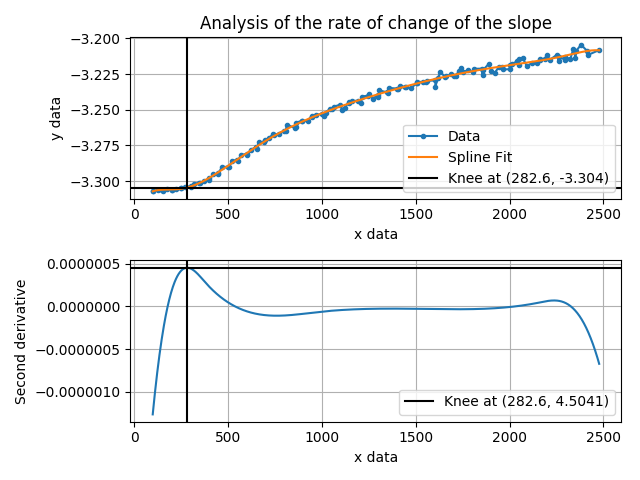 Analysis of the rate of change of the slope
−3.200
−3.225
−3.250
−3.275
−3.300
y data
Data
Spline Fit
Knee at (282.6, -3.304)
0 500 1000 1500 2000 2500
x data
0.0000005
0.0000000
−0.0000005
−0.0000010
Second derivative
Knee at (282.6, 4.5041)
0 500 1000 1500 2000 2500
x data